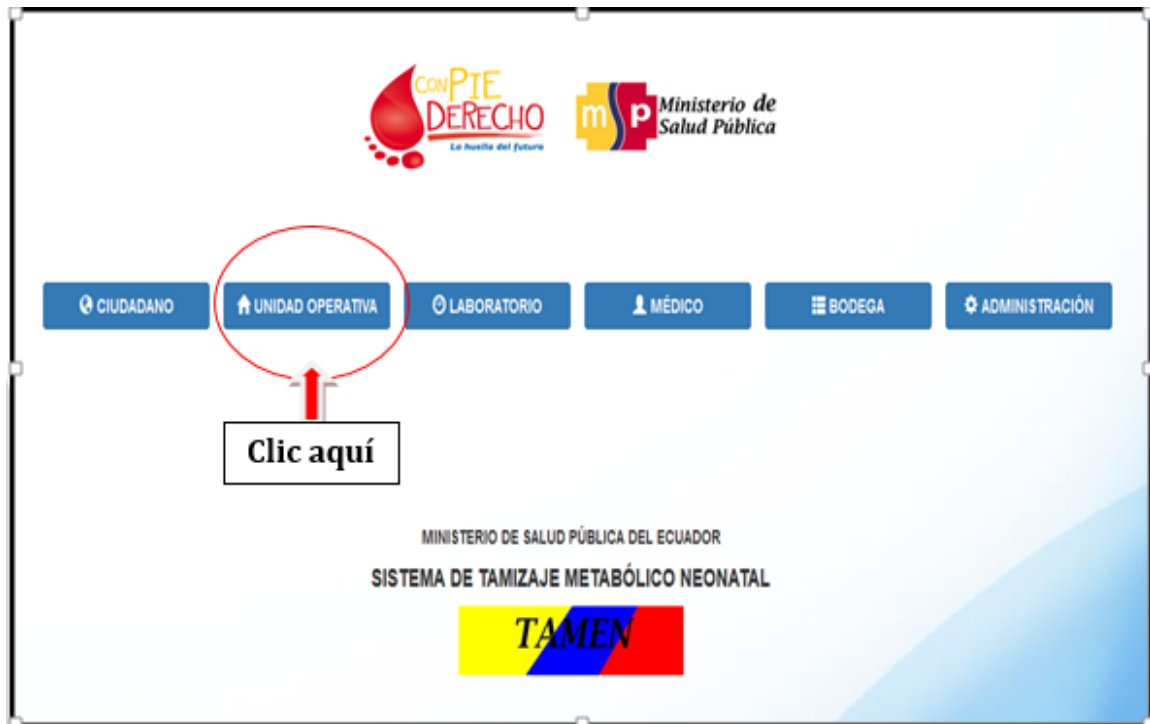 CON PIE
DERECHO
La huella del futuro
m p
Ministerio de
Salud Pública
CIUDADANO
UNIDAD OPERATIVA
LABORATORIO
MÉDICO
BODEGA
ADMINISTRACIÓN
Clic aquí
MINISTERIO DE SALUD PÚBLICA DEL ECUADOR
SISTEMA DE TAMIZAJE METABÓLICO NEONATAL
TAMEN